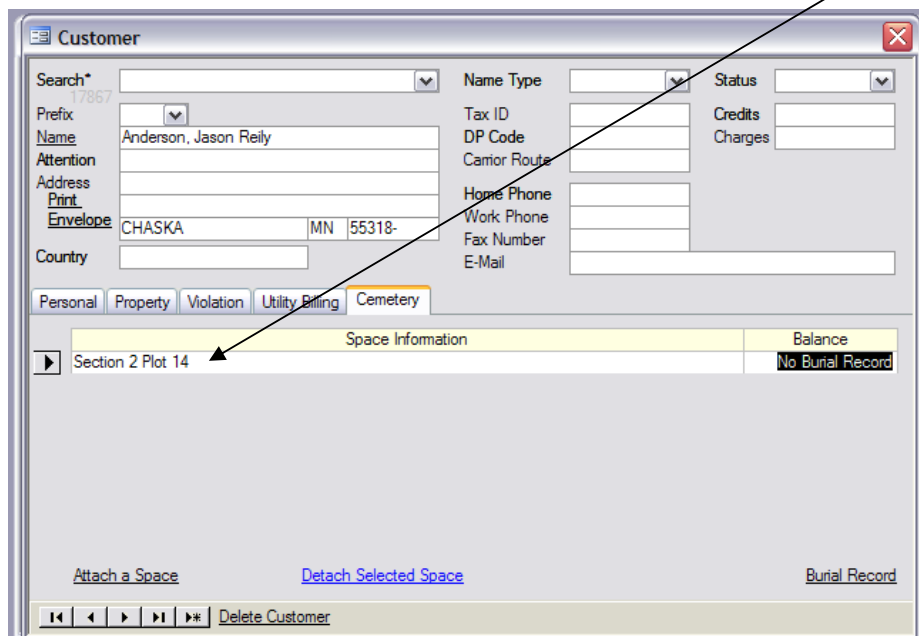 Customer
Search* Name Type Status
17867
Prefix Tax ID Credits
Name Anderson, Jason Reily DP Code Charges
Attention Carrior Route
Address
Print Home Phone
Envelope CHASKA MN 55318- Work Phone
Fax Number
Country E-Mail
Personal Property Violation Utility Billing Cemetery
Space Information Balance
Section 2 Plot 14 No Burial Record
Attach a Space Detach Selected Space Burial Record
Delete Customer